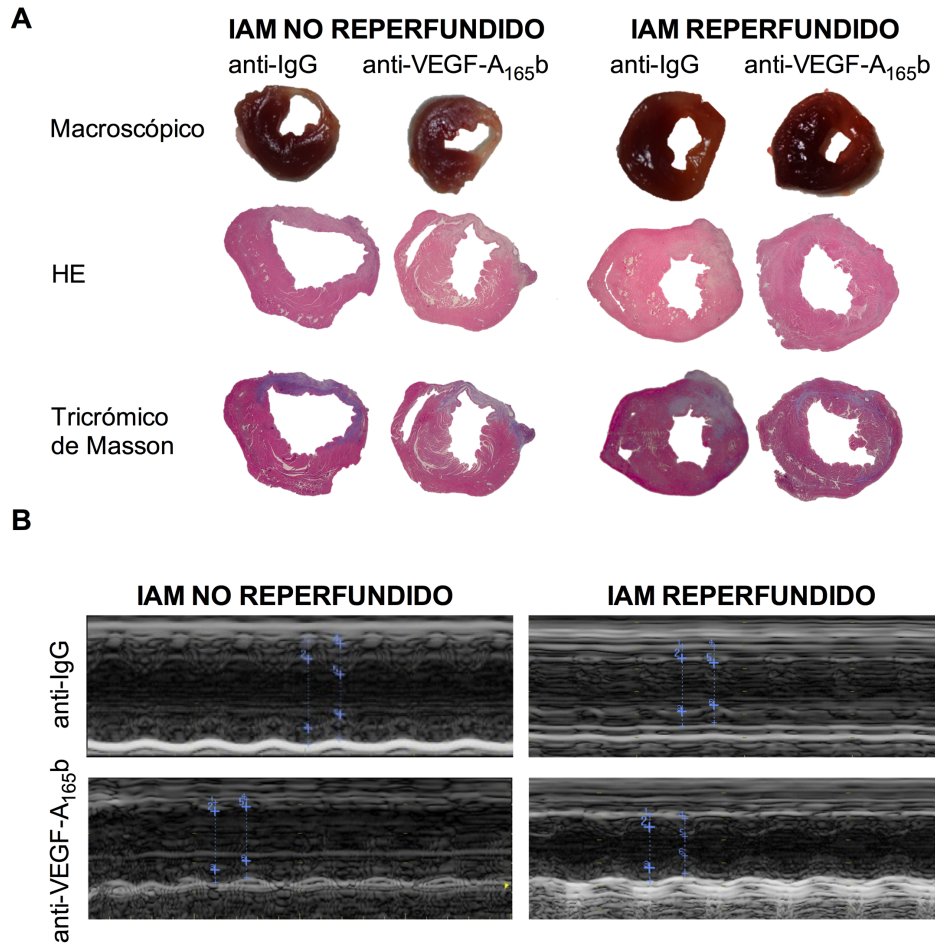 A
IAM NO REPERFUNDIDO
IAM REPERFUNDIDO
anti-IgG
anti-VEGF-A₁₆₅b
anti-IgG
anti-VEGF-A₁₆₅b
Macroscópico
HE
Tricrómico
de Masson
B
IAM NO REPERFUNDIDO
IAM REPERFUNDIDO
anti-IgG
anti-VEGF-A₁₆₅b